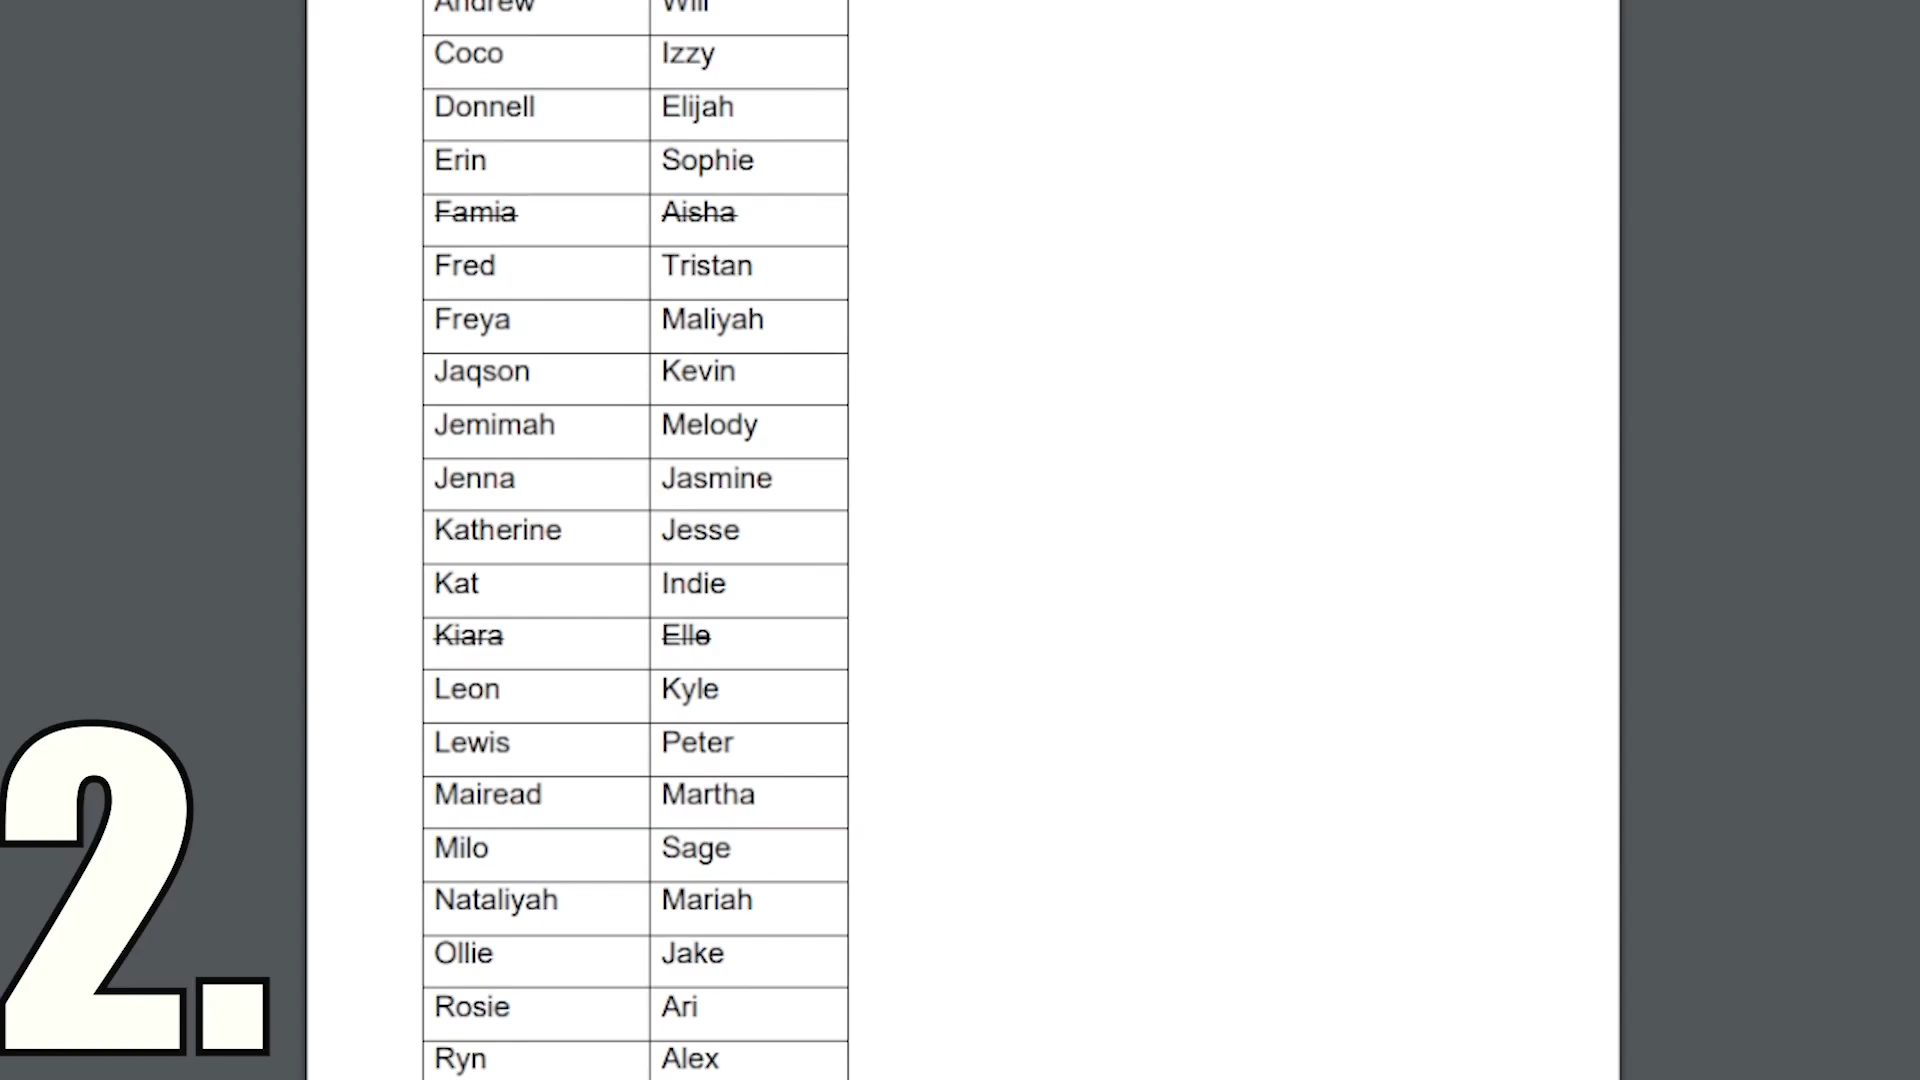 Andrew Will
Coco Izzy
Donnell Elijah
Erin Sophie
Famia Aisha
Fred Tristan
Freya Maliyah
Jaqson Kevin
Jemimah Melody
Jenna Jasmine
Katherine Jesse
Kat Indie
Kiara Elle
Leon Kyle
Lewis Peter
Mairead Martha
Milo Sage
Nataliyah Mariah
Ollie Jake
Rosie Ari
Ryn Alex
2.